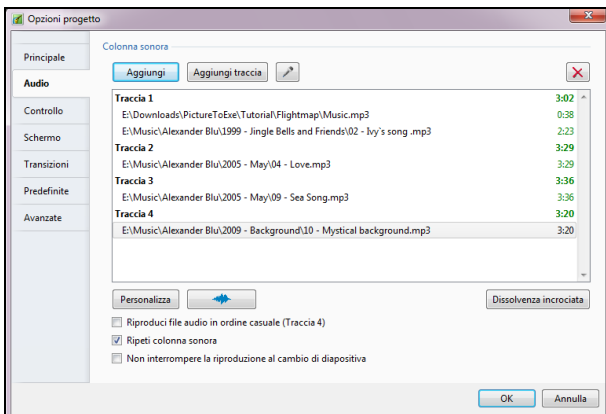 Opzioni progetto
Principale
Audio
Controllo
Schermo
Transizioni
Predefinite
Avanzate
Colonna sonora
Aggiungi Aggiungi traccia
Traccia 1 3:02
E:\Downloads\PictureToExe\Tutorial\Flightmap\Music.mp3 0:38
E:\Music\Alexander Blu\1999 - Jingle Bells and Friends\02 - Ivy`s song .mp3 2:23
Traccia 2 3:29
E:\Music\Alexander Blu\2005 - May\04 - Love.mp3 3:29
Traccia 3 3:36
E:\Music\Alexander Blu\2005 - May\09 - Sea Song.mp3 3:36
Traccia 4 3:20
E:\Music\Alexander Blu\2009 - Background\10 - Mystical background.mp3 3:20
Personalizza Dissolvenza incrociata
Riproduci file audio in ordine casuale (Traccia 4)
Ripeti colonna sonora
Non interrompere la riproduzione al cambio di diapositiva
OK Annulla